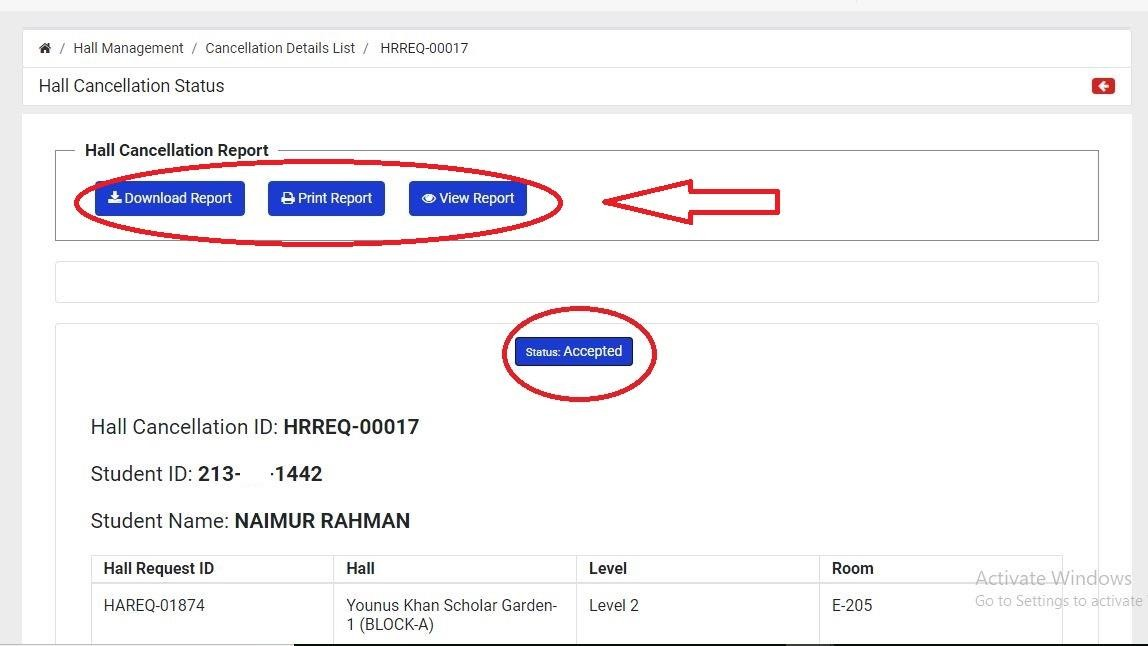 / Hall Management / Cancellation Details List / HRREQ-00017
Hall Cancellation Status
Hall Cancellation Report
Download Report Print Report View Report
Status: Accepted
Hall Cancellation ID: HRREQ-00017
Student ID: 213- 1442
Student Name: NAIMUR RAHMAN
Hall Request ID Hall Level Room
HAREQ-01874 Younus Khan Scholar Garden- Level 2 E-205
1 (BLOCK-A)
Activate Windows
Go to Settings to activate